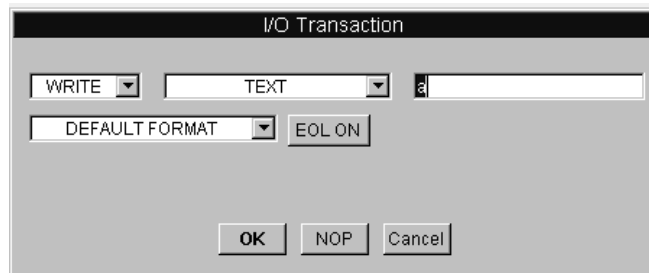 I/O Transaction
WRITE TEXT a
DEFAULT FORMAT EOL ON
OK NOP Cancel